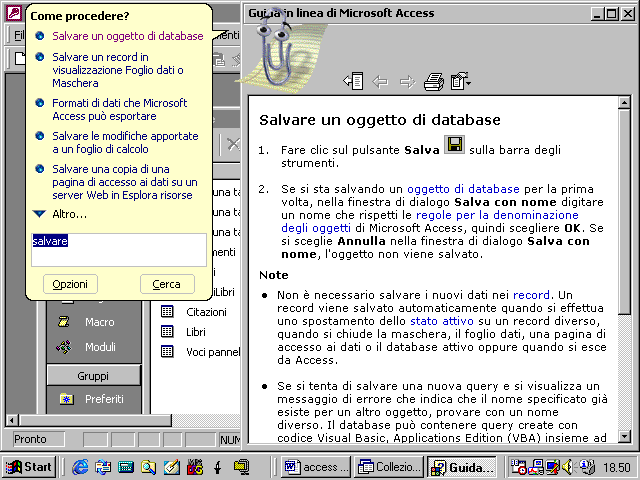 Come procedere?
Salvare un oggetto di database
Salvare un record in
visualizzazione Foglio dati o
Maschera
Formati di dati che Microsoft
Access può esportare
Salvare le modifiche apportate
a un foglio di calcolo
Salvare una copia di una
pagina di accesso ai dati su un
server Web in Esplora risorse
Altro...
salvare
Opzioni
Cerca
Citazioni
Libri
Voci pannel
Macro
Moduli
Gruppi
Preferiti
Pronto
NUM
Guida in linea di Microsoft Access
Salvare un oggetto di database
1. Fare clic sul pulsante Salva sulla barra degli
strumenti.
2. Se si sta salvando un oggetto di database per la prima
volta, nella finestra di dialogo Salva con nome digitare
un nome che rispetti le regole per la denominazione
degli oggetti di Microsoft Access, quindi scegliere OK. Se
si sceglie Annulla nella finestra di dialogo Salva con
nome, l'oggetto non viene salvato.
Note
● Non è necessario salvare i nuovi dati nei record. Un
record viene salvato automaticamente quando si effettua
uno spostamento dello stato attivo su un record diverso,
quando si chiude la maschera, il foglio dati, una pagina di
accesso ai dati o il database attivo oppure quando si esce
da Access.
● Se si tenta di salvare una nuova query e si visualizza un
messaggio di errore che indica che il nome specificato già
esiste per un altro oggetto, provare con un nome
diverso. Il database può contenere query create con
codice Visual Basic, Applications Edition (VBA) insieme ad
Start
access ...
Collezio...
Guida...
18.50